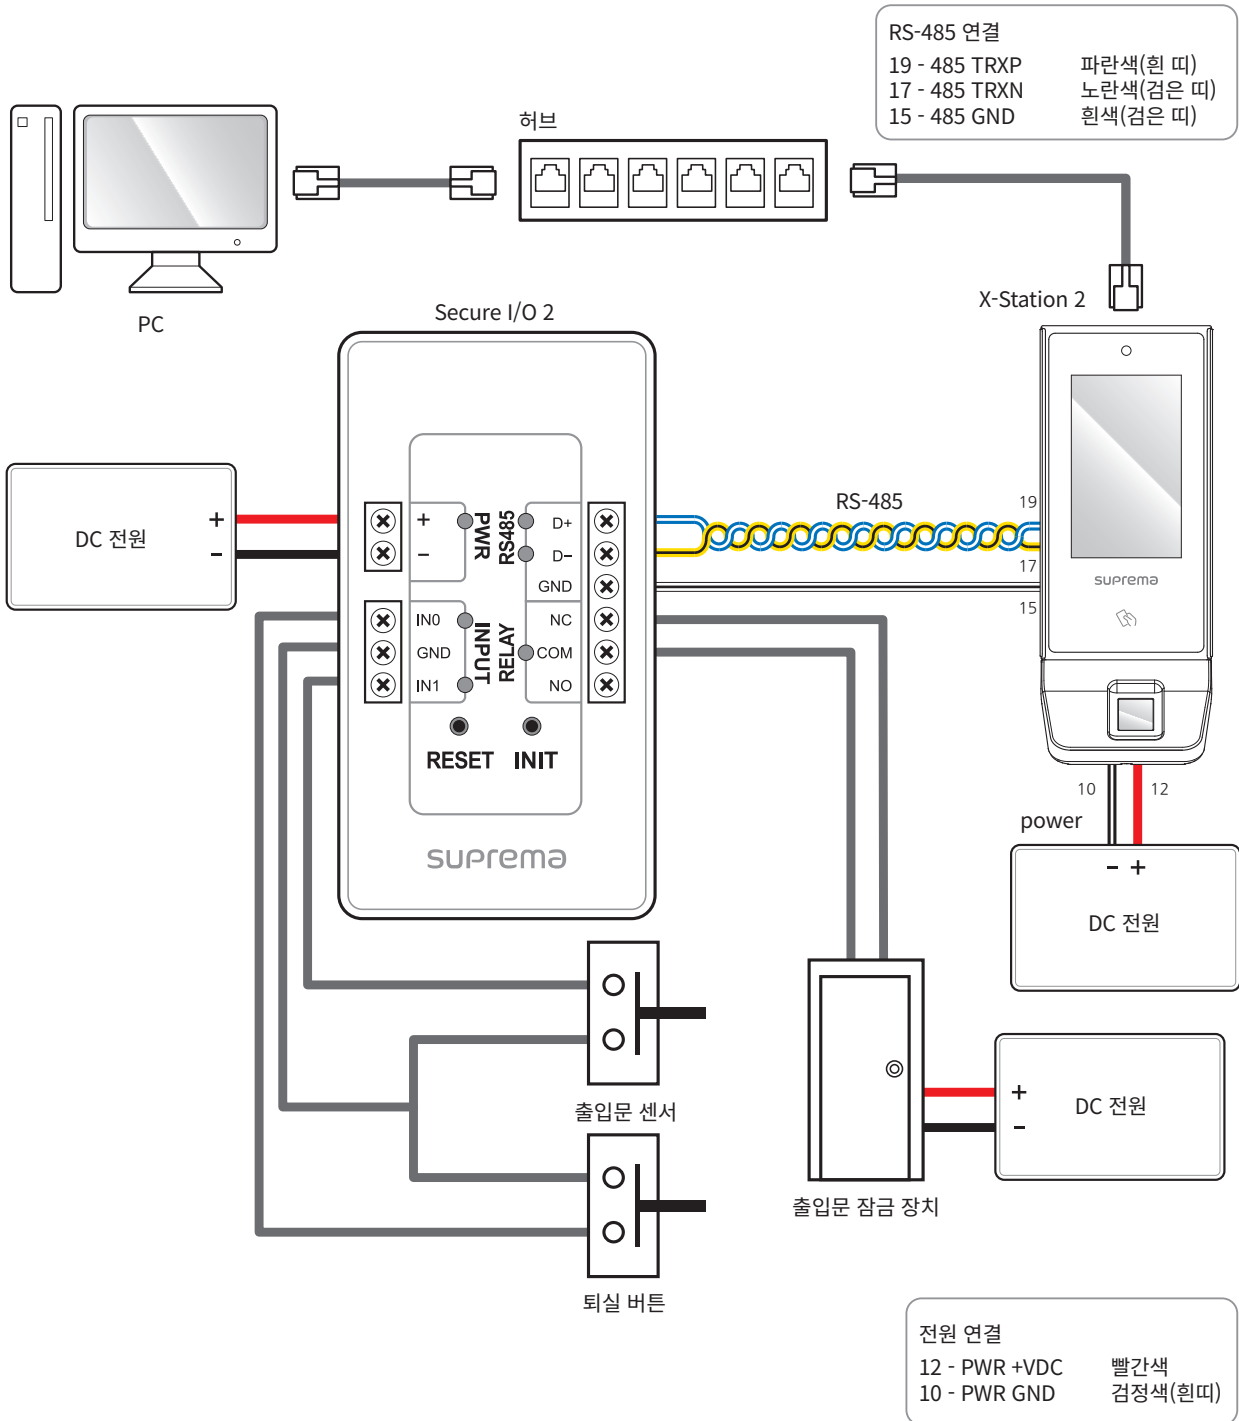 RS-485 연결
19 - 485 TRXP 파란색(흰 띠)
17 - 485 TRXN 노란색(검은 띠)
15 - 485 GND 흰색(검은 띠)
허브
PC
X-Station 2
Secure I/O 2
DC 전원
+
−
+
−
PWR
RS485
D+
D−
GND
IN0
GND
IN1
INPUT
RELAY
NC
COM
NO
RESET INIT
suprema
RS-485
19
17
15
suprema
10
12
power
− +
DC 전원
출입문 센서
퇴실 버튼
출입문 잠금 장치
+
−
DC 전원
전원 연결
12 - PWR +VDC 빨간색
10 - PWR GND 검정색(흰띠)